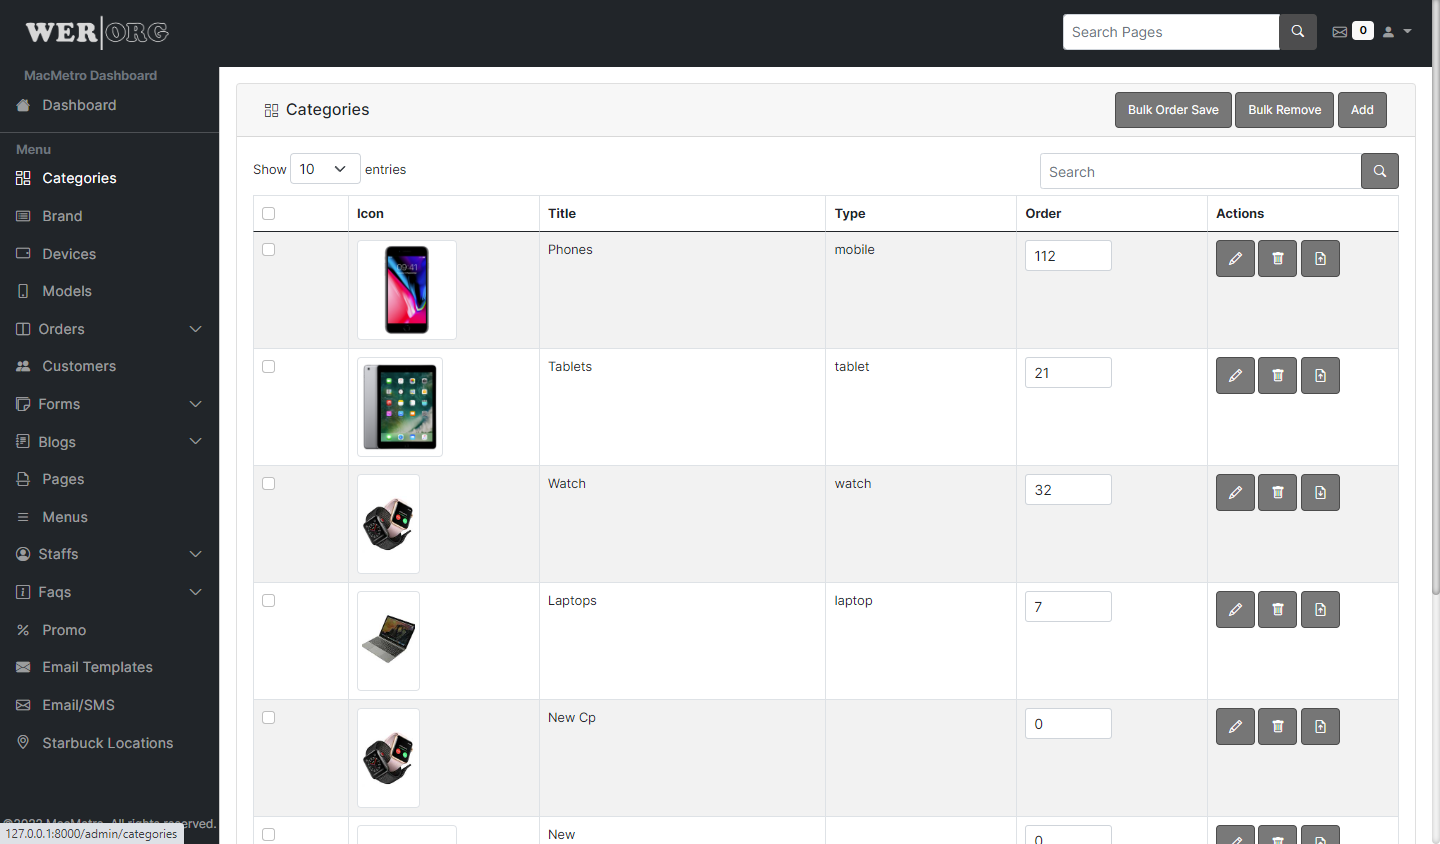 WER|ORG
Search Pages
0
MacMetro Dashboard
Dashboard
Menu
Categories
Brand
Devices
Models
Orders
Customers
Forms
Blogs
Pages
Menus
Staffs
Faqs
Promo
Email Templates
Email/SMS
Starbuck Locations
All rights reserved.
127.0.0.1:8000/admin/categories
Categories
Bulk Order Save
Bulk Remove
Add
Show 10 entries
Search
Icon Title Type Order Actions
09 41
Phones mobile 112
Tablets tablet 21
Watch watch 32
Laptops laptop 7
New Cp 0
New 0